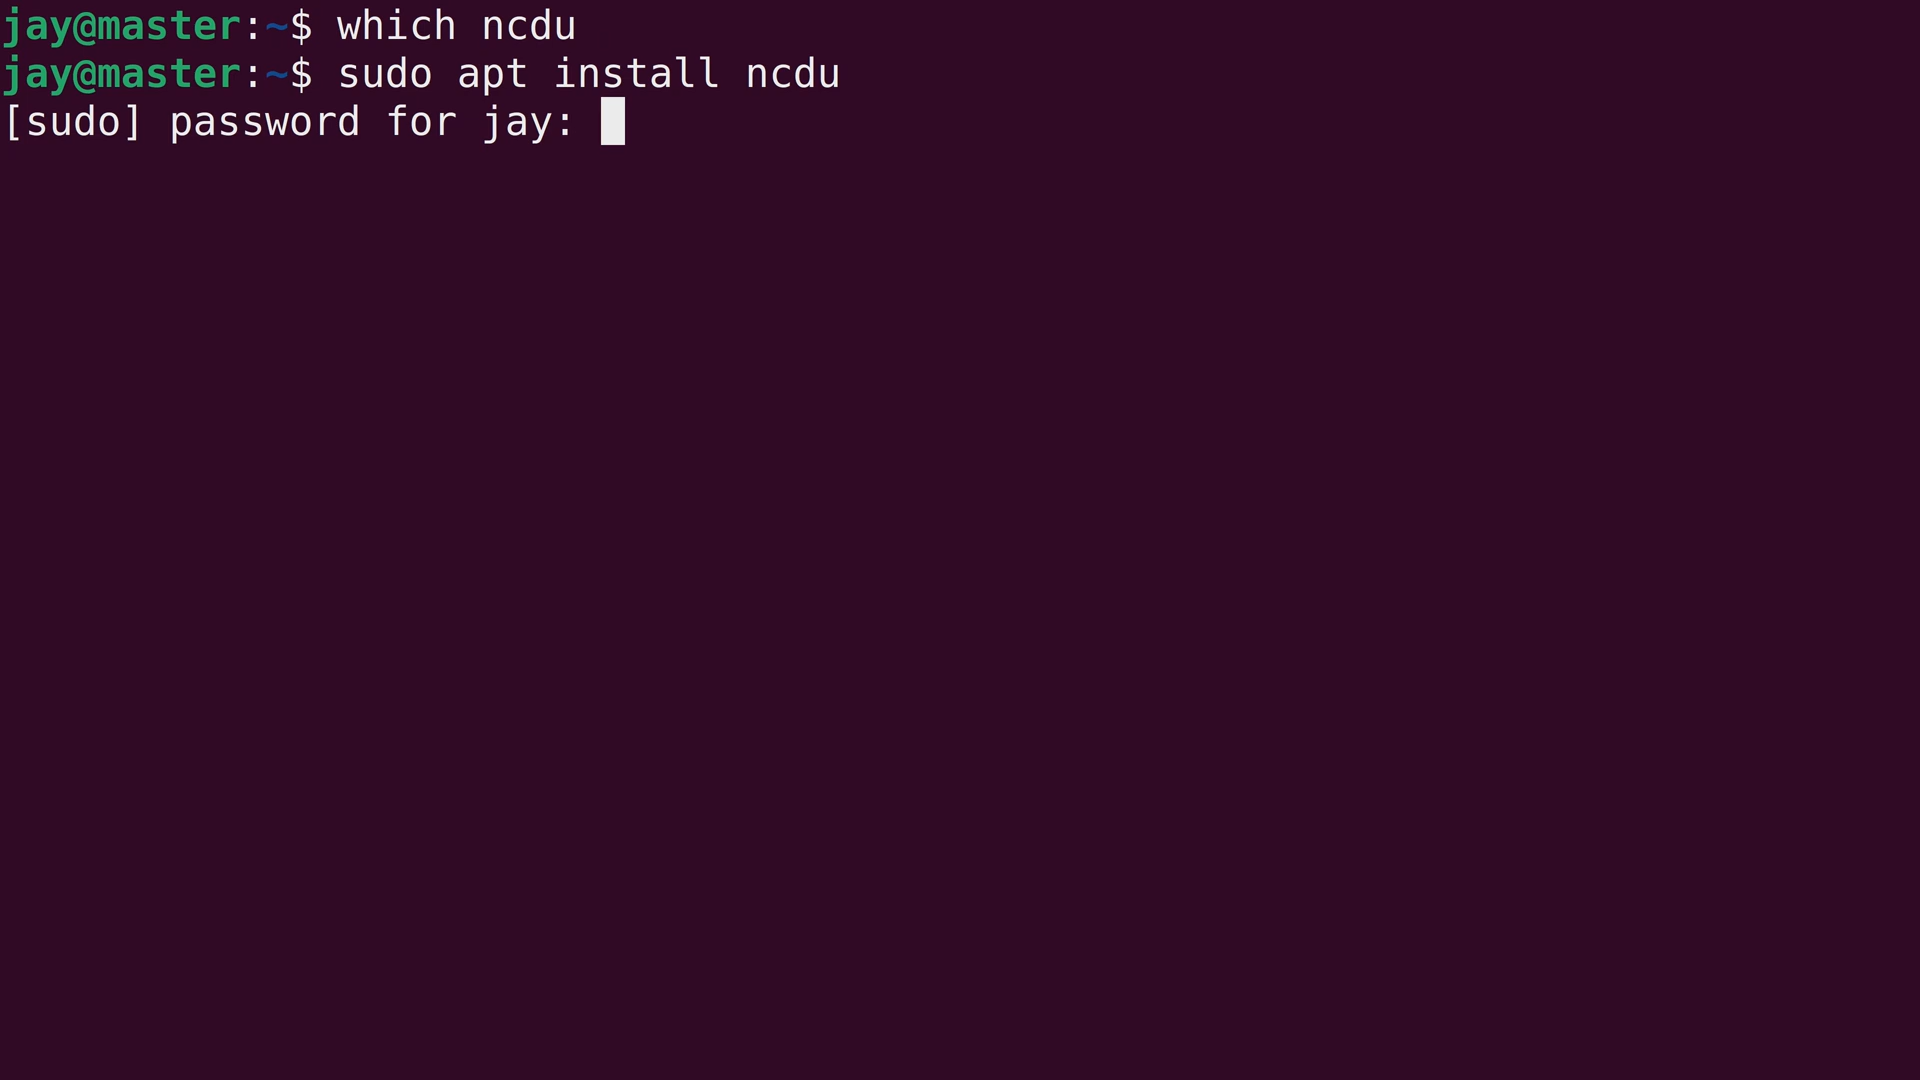 jay@master:~$ which ncdu
jay@master:~$ sudo apt install ncdu
[sudo] password for jay: